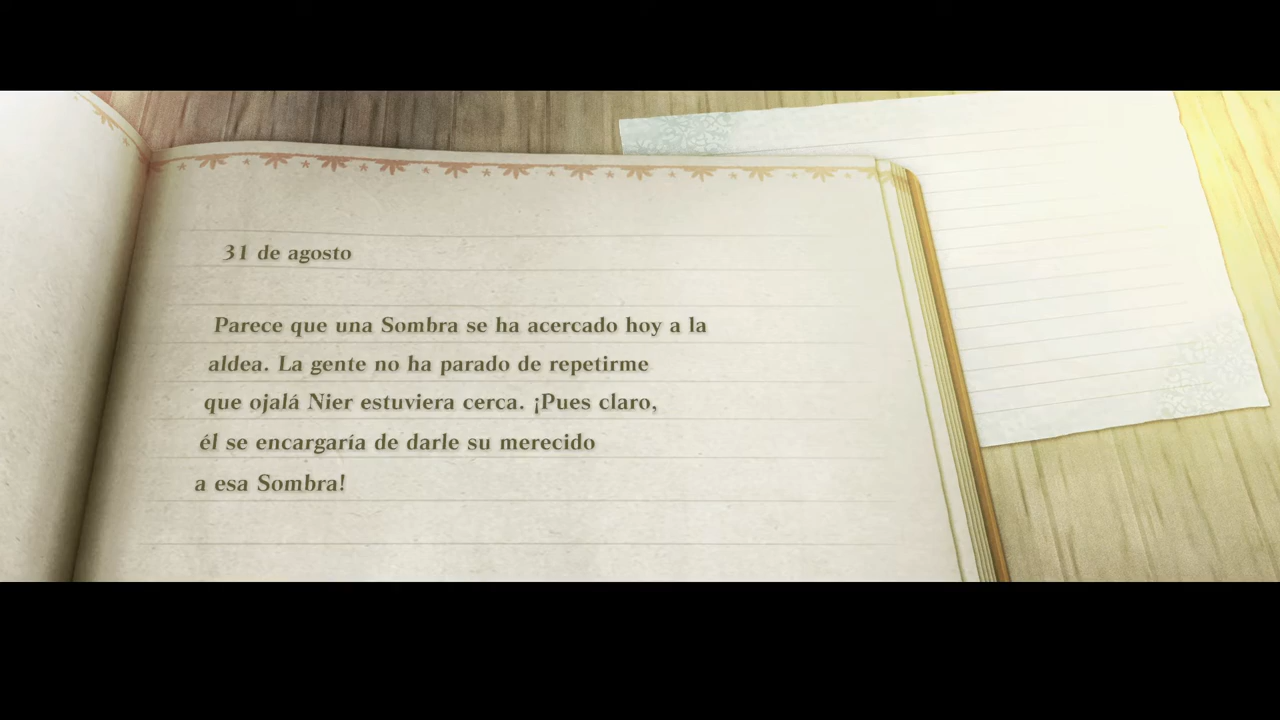 31 de agosto
Parece que una Sombra se ha acercado hoy a la
aldea. La gente no ha parado de repetirme
que ojalá Nier estuviera cerca. ¡Pues claro,
él se encargaría de darle su merecido
a esa Sombra!